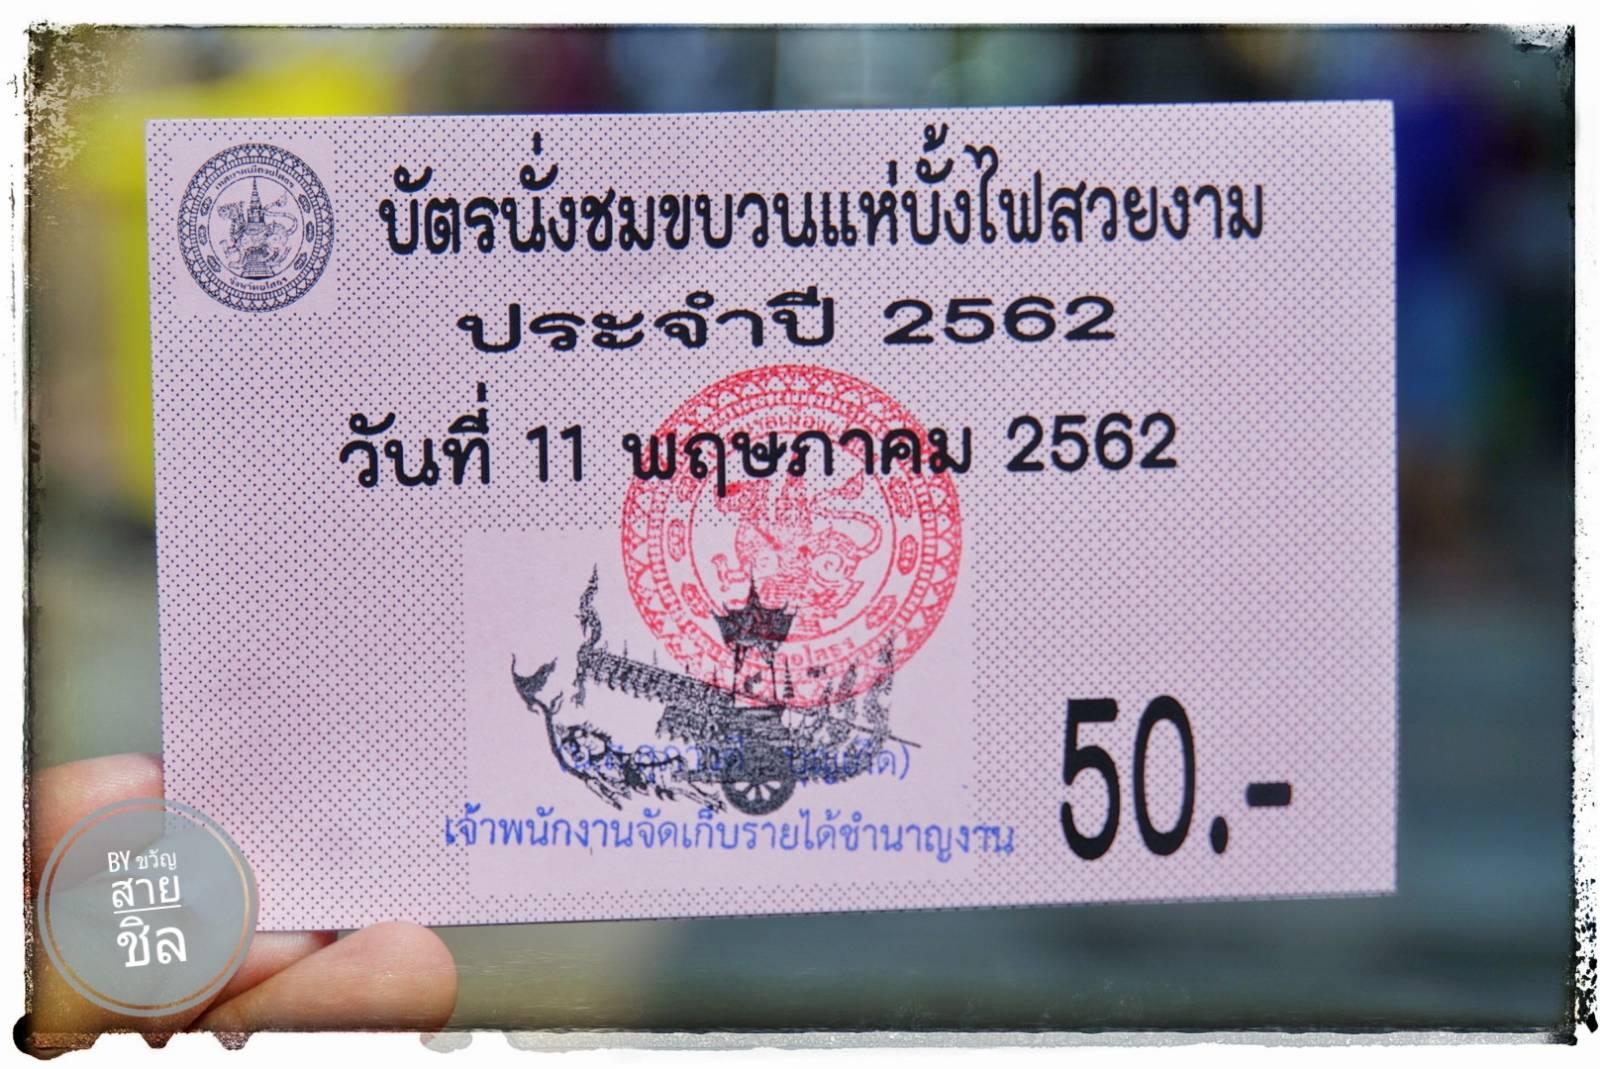 บัตรนั่งชมขบวนแห่บั้งไฟสวยงาม
ประจำปี 2562
วันที่ 11 พฤษภาคม 2562
เจ้าพนักงานจัดเก็บรายได้ชำนาญงาน
50.-
BY ขวัญ
สาย
ชิล